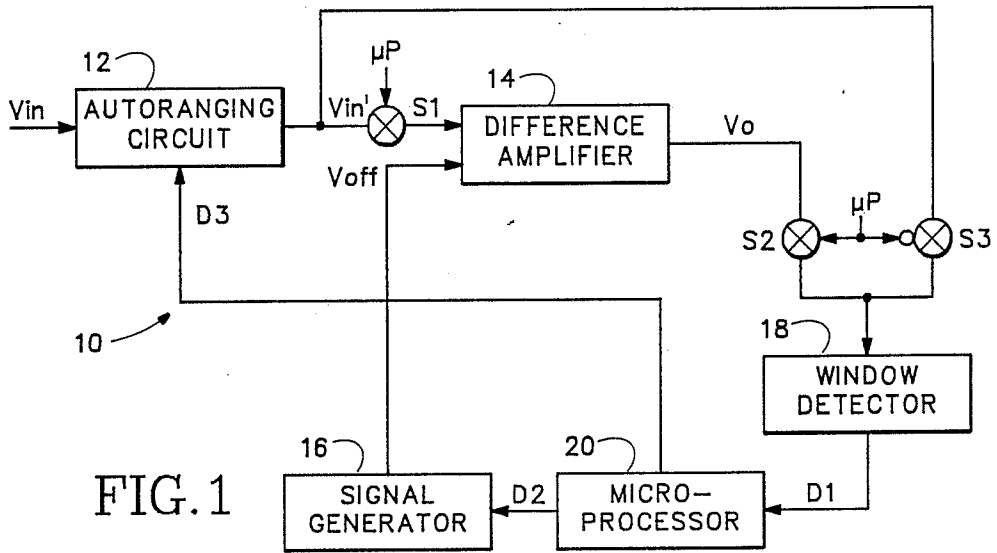 12
Vin
AUTORANGING
CIRCUIT
Vin'
µP
S1
14
DIFFERENCE
AMPLIFIER
Vo
Voff
D3
µP
S2
S3
10
18
WINDOW
DETECTOR
16
SIGNAL
GENERATOR
D2
20
MICRO-
PROCESSOR
D1
FIG.1